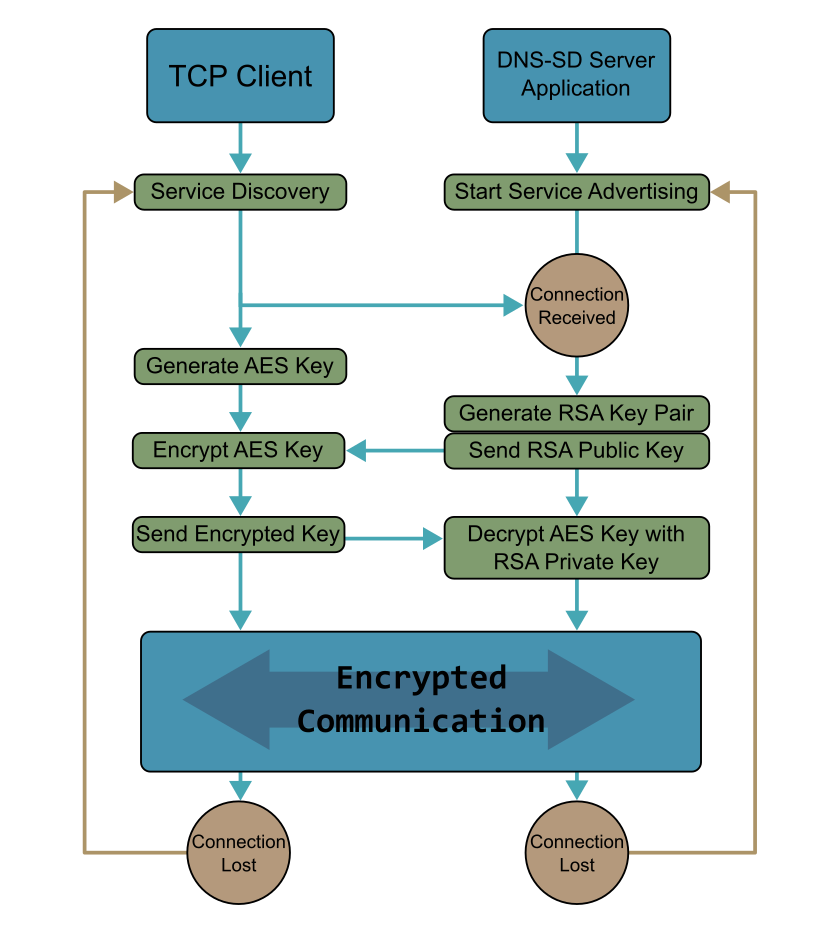 TCP Client
DNS-SD Server
Application
Service Discovery
Start Service Advertising
Connection
Received
Generate AES Key
Generate RSA Key Pair
Encrypt AES Key
Send RSA Public Key
Send Encrypted Key
Decrypt AES Key with
RSA Private Key
Encrypted
Communication
Connection
Lost
Connection
Lost